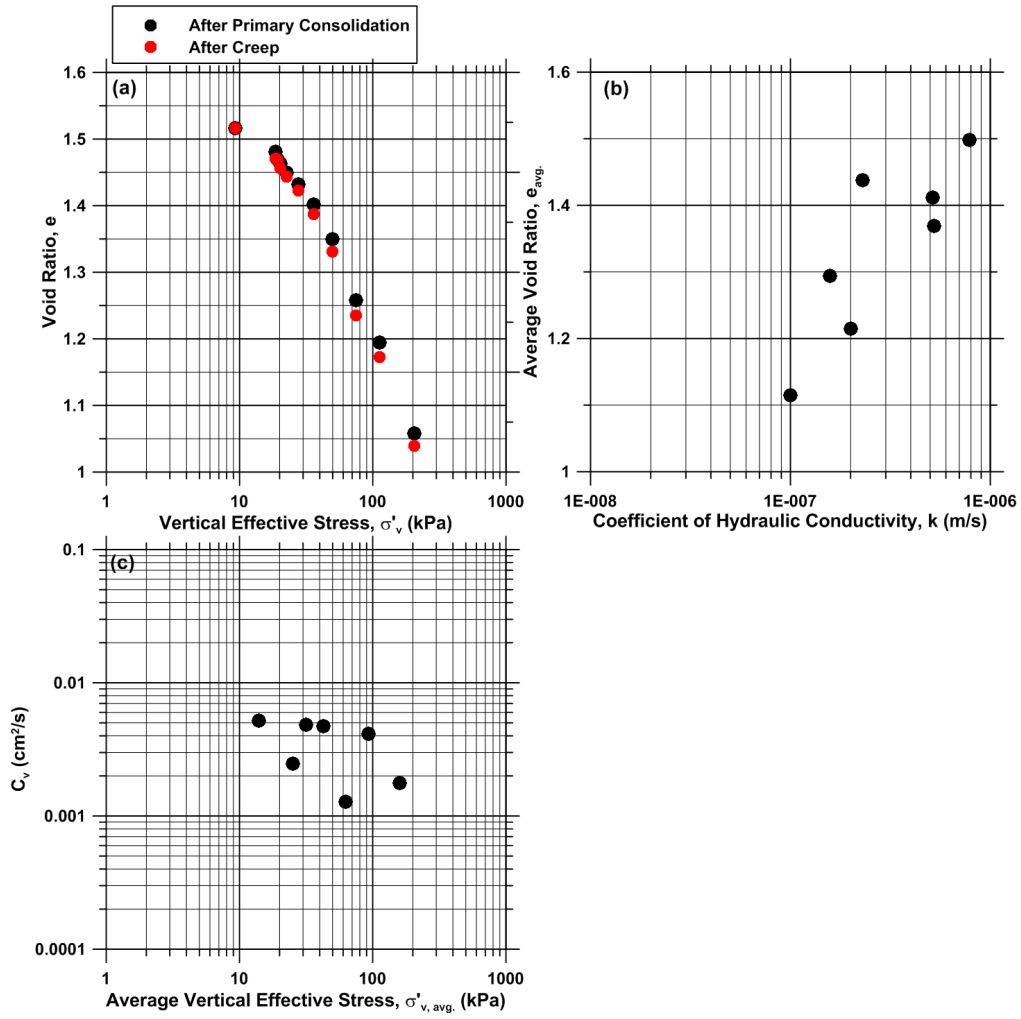 After Primary Consolidation
After Creep
(a)
1.6
1.5
1.4
1.3
1.2
1.1
1
Void Ratio, e
1
10
100
1000
Vertical Effective Stress, σ'v (kPa)
(b)
1.6
1.4
1.2
1
Average Void Ratio, eavg.
1E-008
1E-007
1E-006
Coefficient of Hydraulic Conductivity, k (m/s)
(c)
0.1
0.01
0.001
0.0001
Cv (cm²/s)
1
10
100
1000
Average Vertical Effective Stress, σ'v, avg. (kPa)